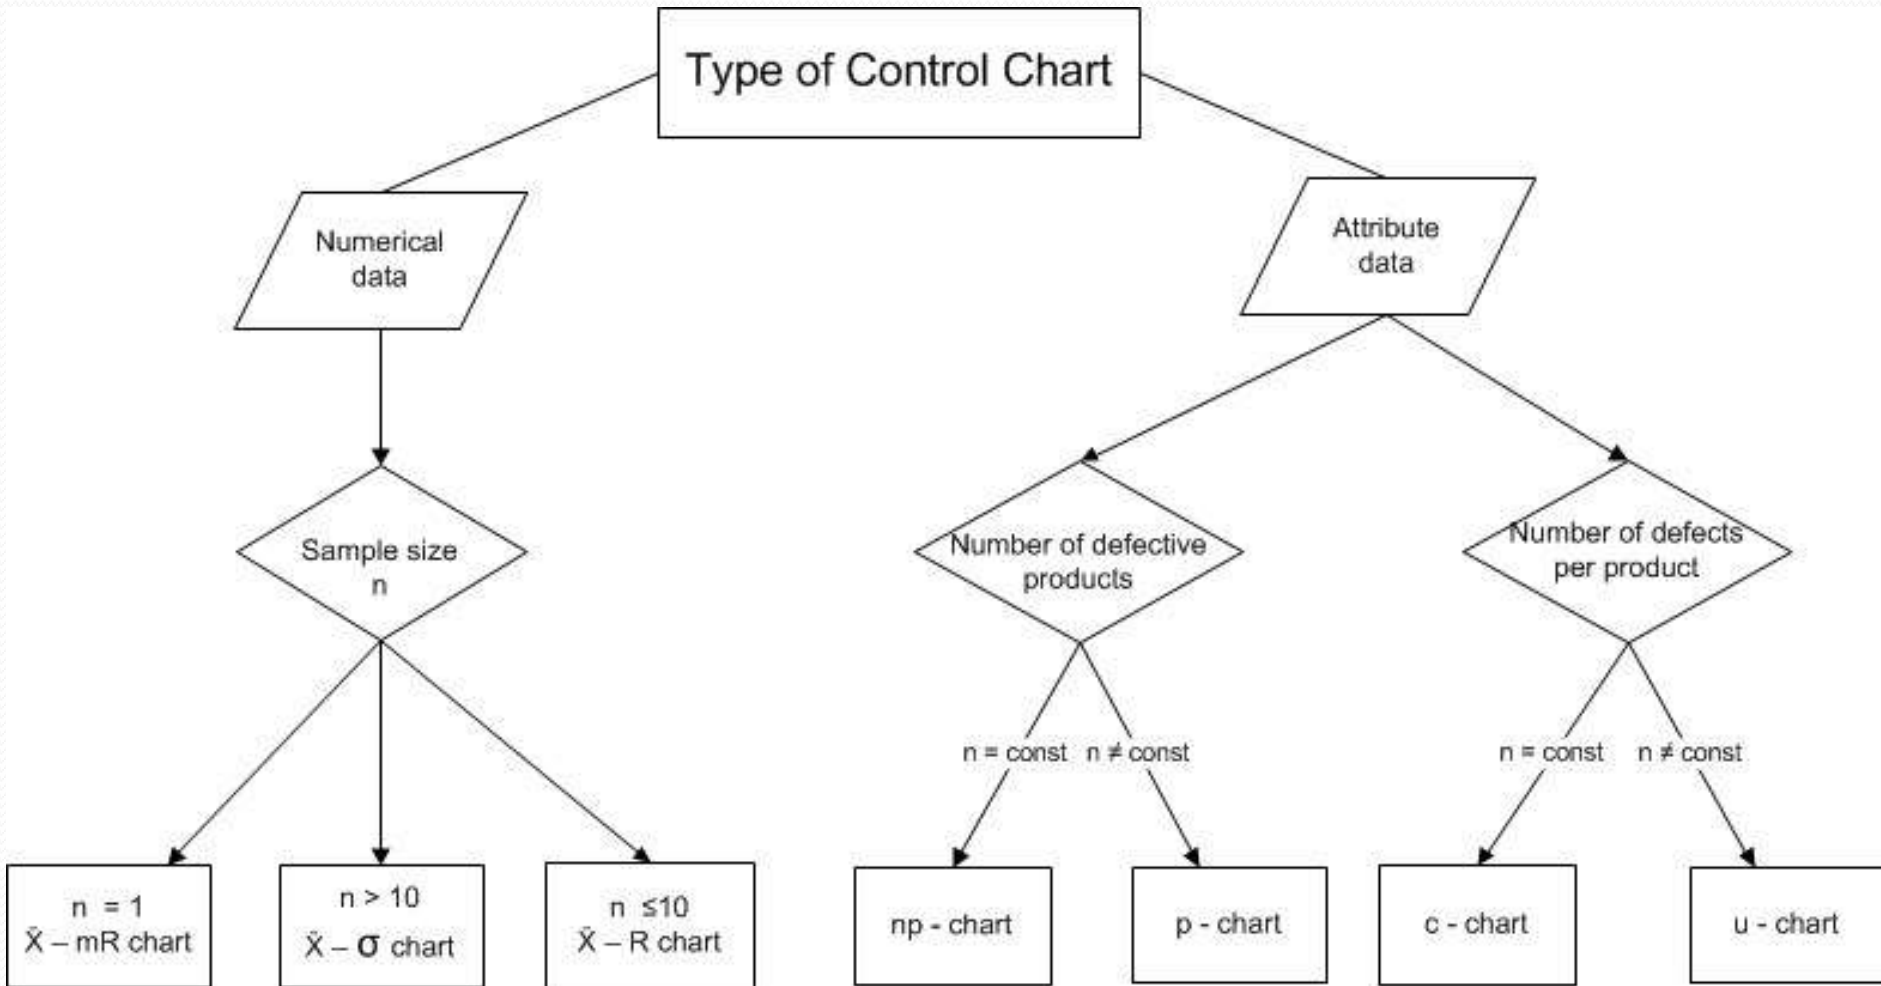 Type of Control Chart
Numerical
data
Attribute
data
Sample size
n
Number of defective
products
Number of defects
per product
n = const
n ≠ const
n = const
n ≠ const
n = 1
X̄ – mR chart
n > 10
X̄ – σ chart
n ≤10
X̄ – R chart
np - chart
p - chart
c - chart
u - chart